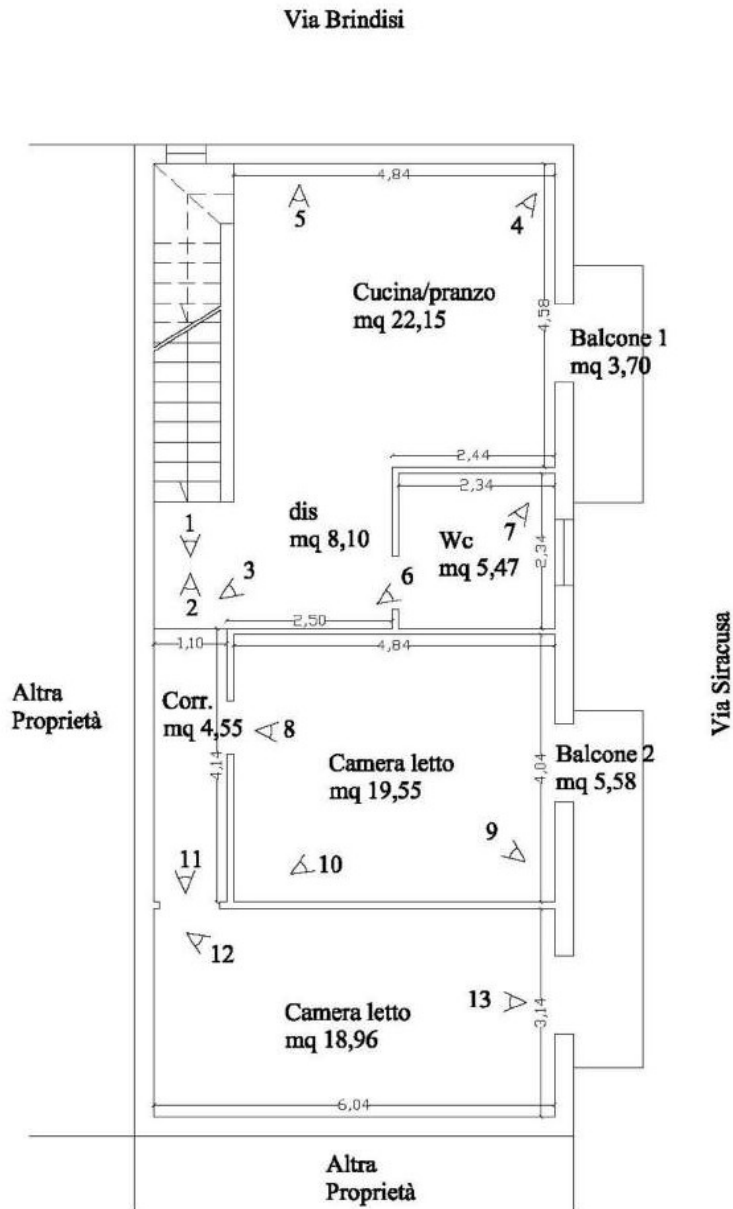 Via Brindisi
4,84
5
4
Cucina/pranzo
mq 22,15
4,58
Balcone 1
mq 3,70
2,44
2,34
dis
mq 8,10
1
7
Wc
mq 5,47
2,34
3
6
2
2,50
1,10
4,84
Altra
Proprietà
Corr.
mq 4,55
8
4,14
Camera letto
mq 19,55
4,04
Balcone 2
mq 5,58
Via Siracusa
9
10
11
12
13
Camera letto
mq 18,96
3,14
6,04
Altra
Proprietà